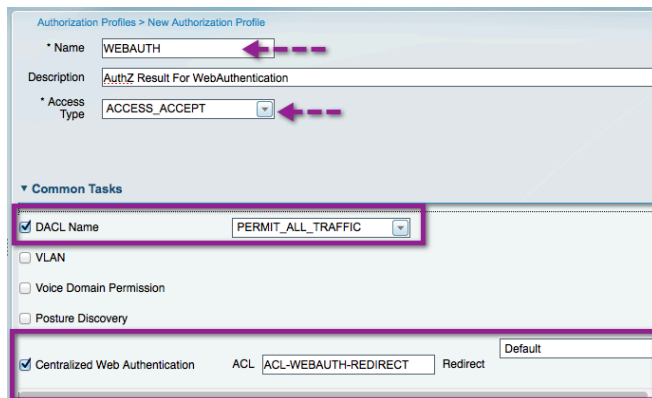 Authorization Profiles > New Authorization Profile
* Name WEBAUTH
Description AuthZ Result For WebAuthentication
* Access Type ACCESS_ACCEPT
▼ Common Tasks
DACL Name PERMIT_ALL_TRAFFIC
VLAN
Voice Domain Permission
Posture Discovery
Default
Centralized Web Authentication ACL ACL-WEBAUTH-REDIRECT Redirect